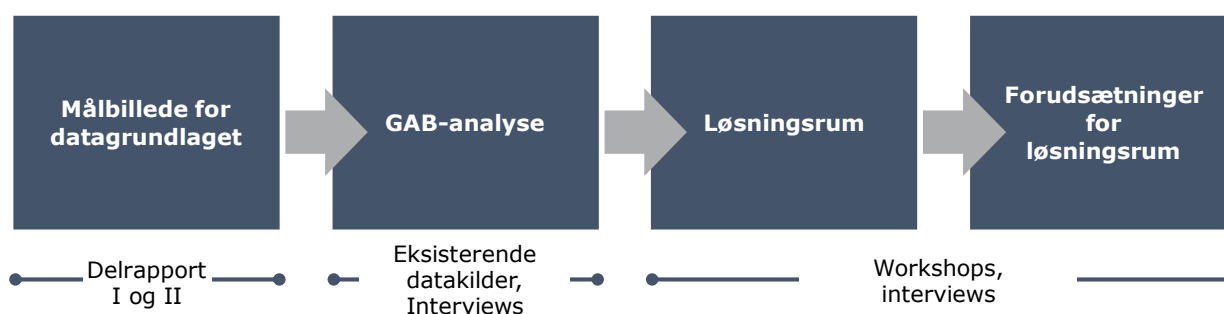 Målbillede for
datagrundlaget
GAB-analyse
Løsningsrum
Forudsætninger
for
løsningsrum
Delrapport
I og II
Eksisterende
datakilder,
Interviews
Workshops,
interviews